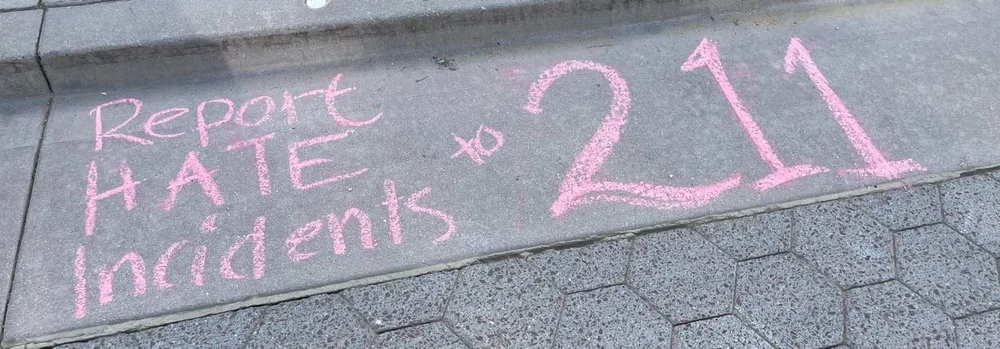 Report
HATE
Incidents
to 211